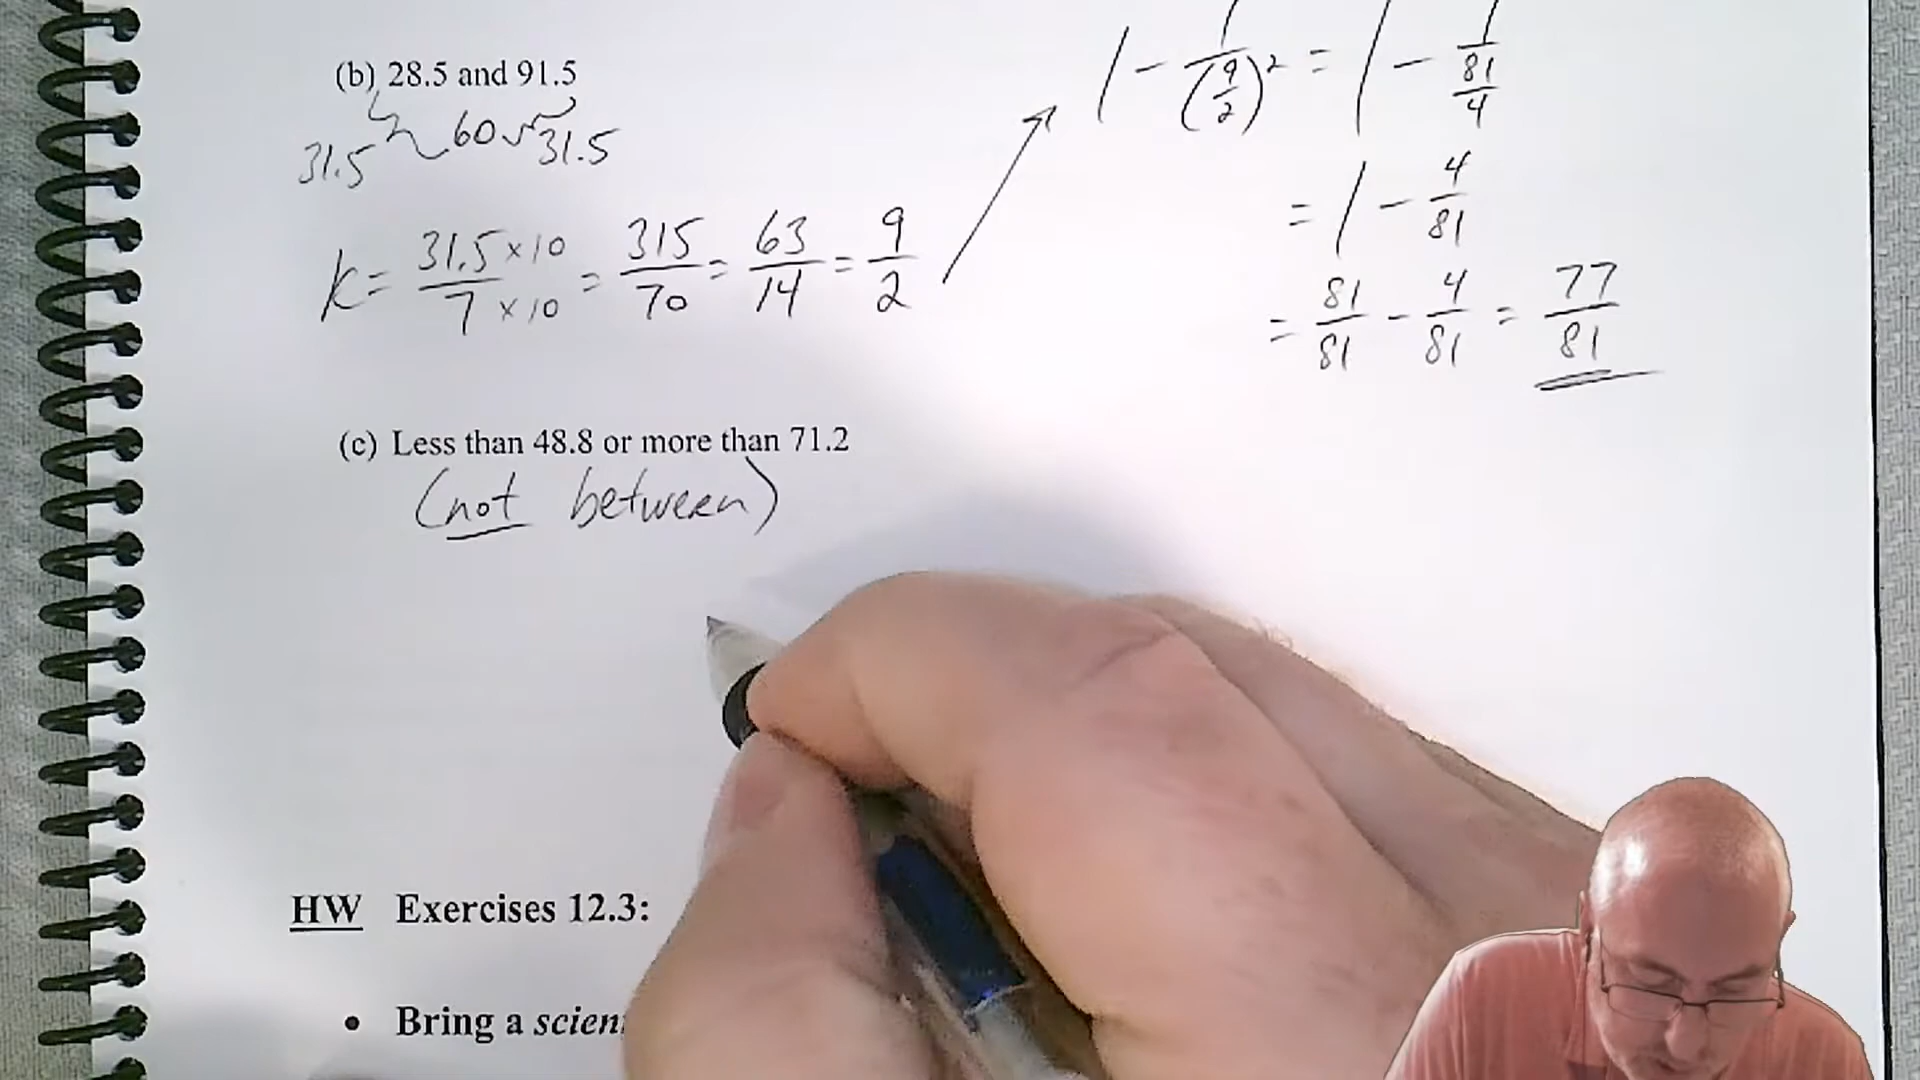 (b) 28.5 and 91.5
31.5 60 31.5
k = 31.5 x 10 / 7 x 10 = 315 / 70 = 63 / 14 = 9 / 2
1 - 1 / (9/2)² = 1 - 1 / (81/4)
= 1 - 4/81
= 81/81 - 4/81 = 77/81
(c) Less than 48.8 or more than 71.2
(not between)
HW Exercises 12.3:
• Bring a scien